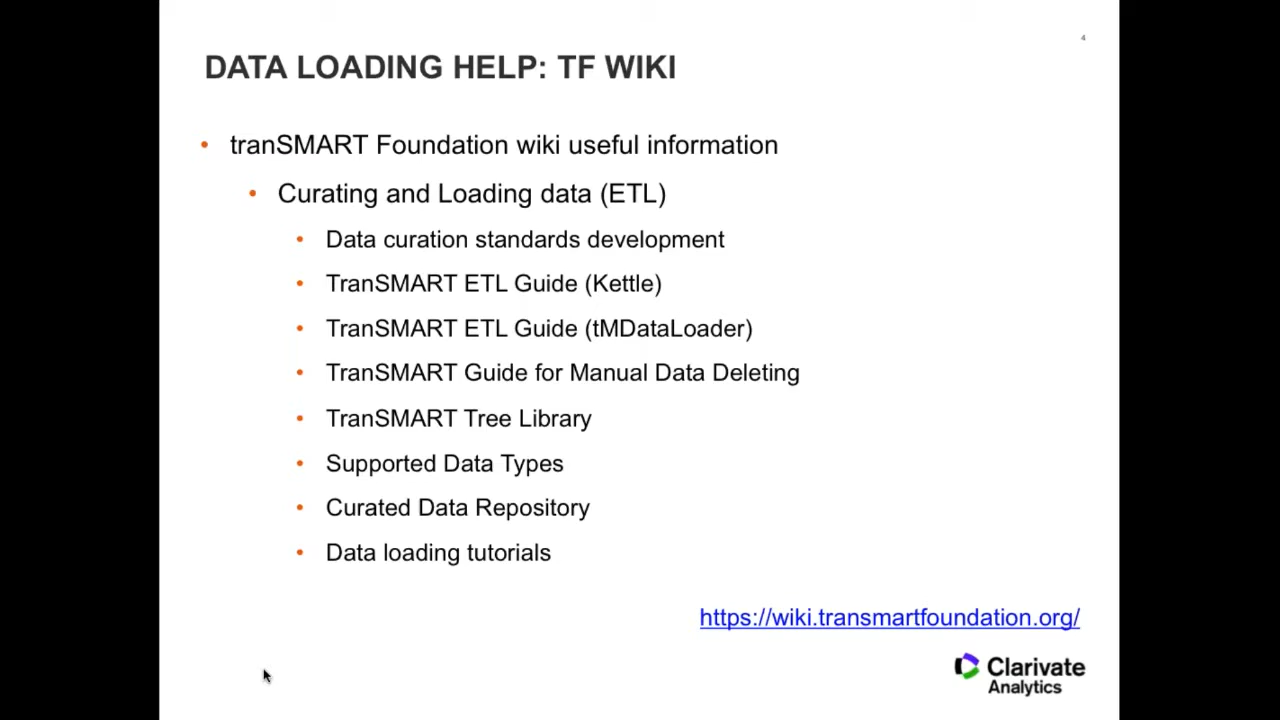 4
DATA LOADING HELP: TF WIKI
• tranSMART Foundation wiki useful information
• Curating and Loading data (ETL)
• Data curation standards development
• TranSMART ETL Guide (Kettle)
• TranSMART ETL Guide (tMDataLoader)
• TranSMART Guide for Manual Data Deleting
• TranSMART Tree Library
• Supported Data Types
• Curated Data Repository
• Data loading tutorials
https://wiki.transmartfoundation.org/
Clarivate
Analytics